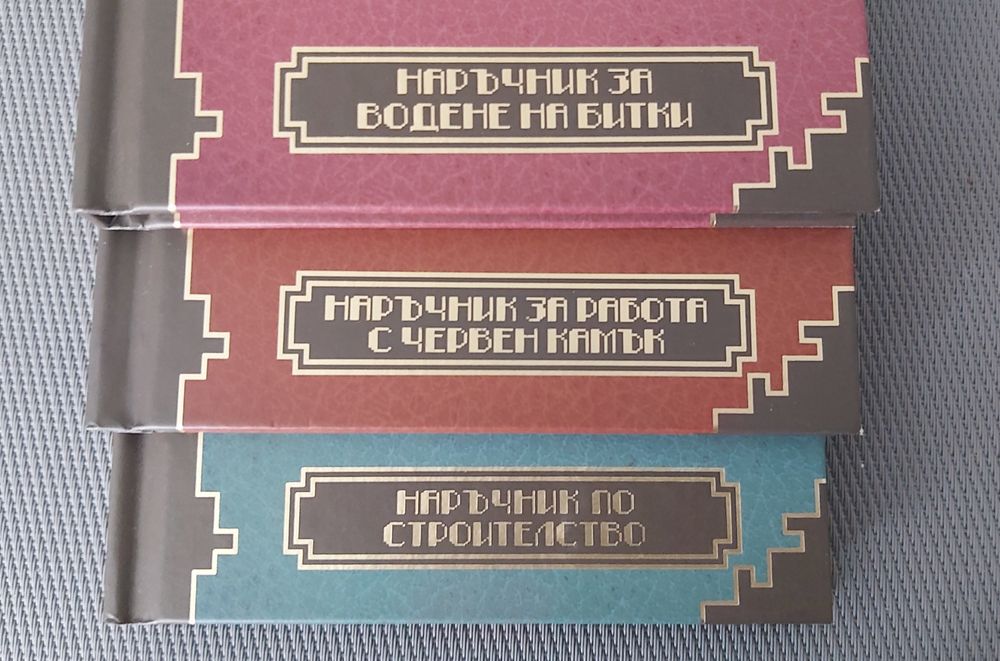 НАРЪЧНИК ЗА
ВОДЕНЕ НА БИТКИ
НАРЪЧНИК ЗА РАБОТА
С ЧЕРВЕН КАМЪК
НАРЪЧНИК ПО
СТРОИТЕЛСТВО